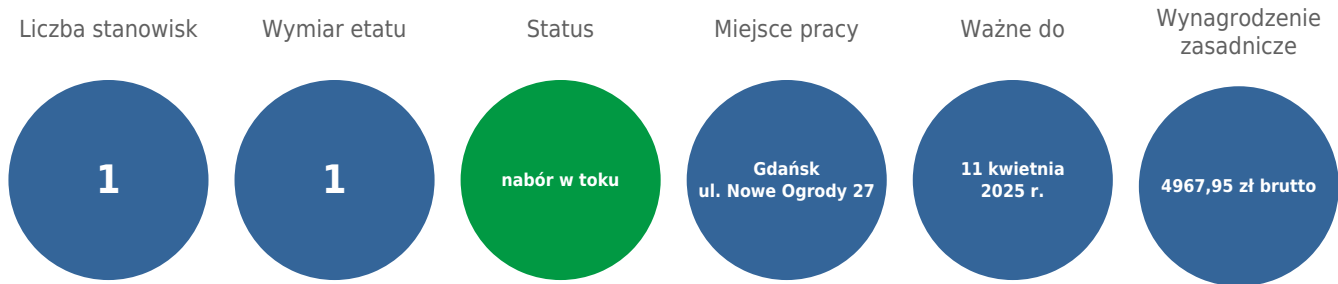 Liczba stanowisk
1
Wymiar etatu
1
Status
nabór w toku
Miejsce pracy
Gdańsk
ul. Nowe Ogrody 27
Ważne do
11 kwietnia
2025 r.
Wynagrodzenie
zasadnicze
4967,95 zł brutto